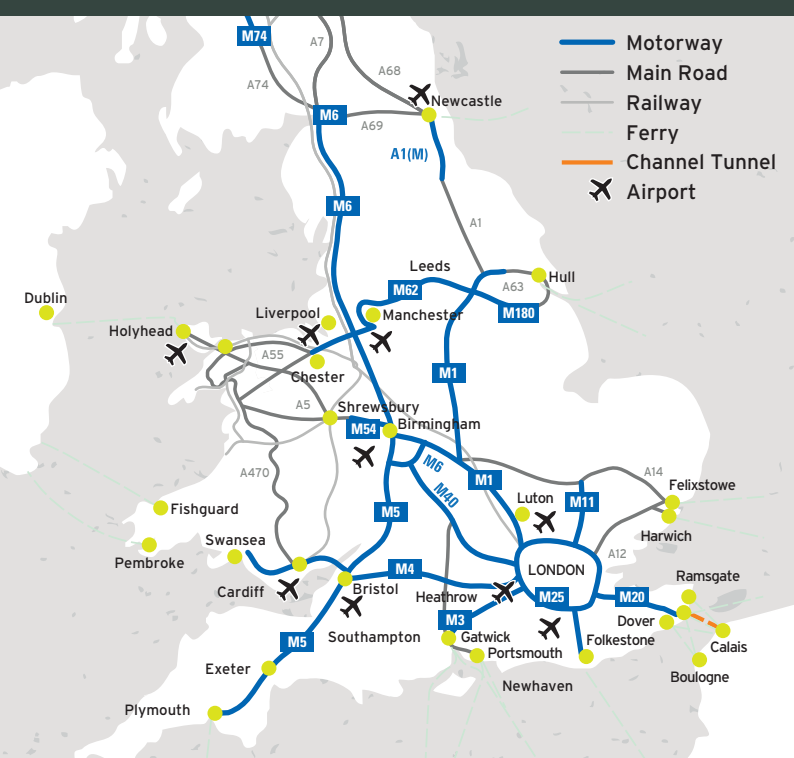 Motorway
Main Road
Railway
Ferry
Channel Tunnel
Airport
M74
A7
A68
A74
Newcastle
M6
A69
A1(M)
M6
A1
Leeds
Hull
A63
M62
Dublin
M180
Liverpool
Manchester
Holyhead
A55
Chester
M1
A5
Shrewsbury
M54
Birmingham
M6
A470
M1
M40
A14
Felixstowe
Luton
M11
Fishguard
M5
Harwich
Swansea
A12
Pembroke
M4
LONDON
Ramsgate
Cardiff
Bristol
Heathrow
M25
M20
M3
Dover
Southampton
Gatwick
Folkestone
M5
Portsmouth
Calais
Exeter
Boulogne
Newhaven
Plymouth